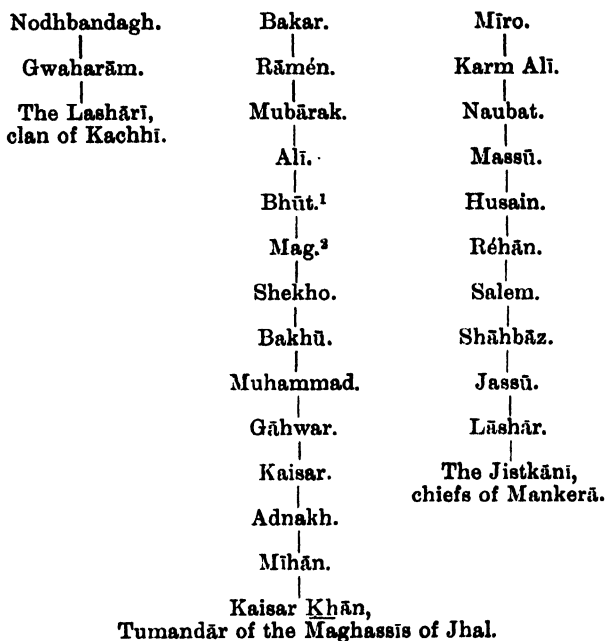 Nodhbandagh. Bakar. Mīro.
Gwaharām. Rāmén. Karm Alī.
The Lashārī, Mubārak. Naubat.
clan of Kachhī.
Alī. Massū.
Bhūt.¹ Husain.
Mag.² Réhān.
Shekho. Salem.
Bakhū. Shāhbāz.
Muhammad. Jassū.
Gāhwar. Lāshār.
Kaisar. The Jistkānī,
chiefs of Mankerā.
Adnakh.
Mīhān.
Kaisar Khān,
Tumandār of the Maghassīs of Jhal.